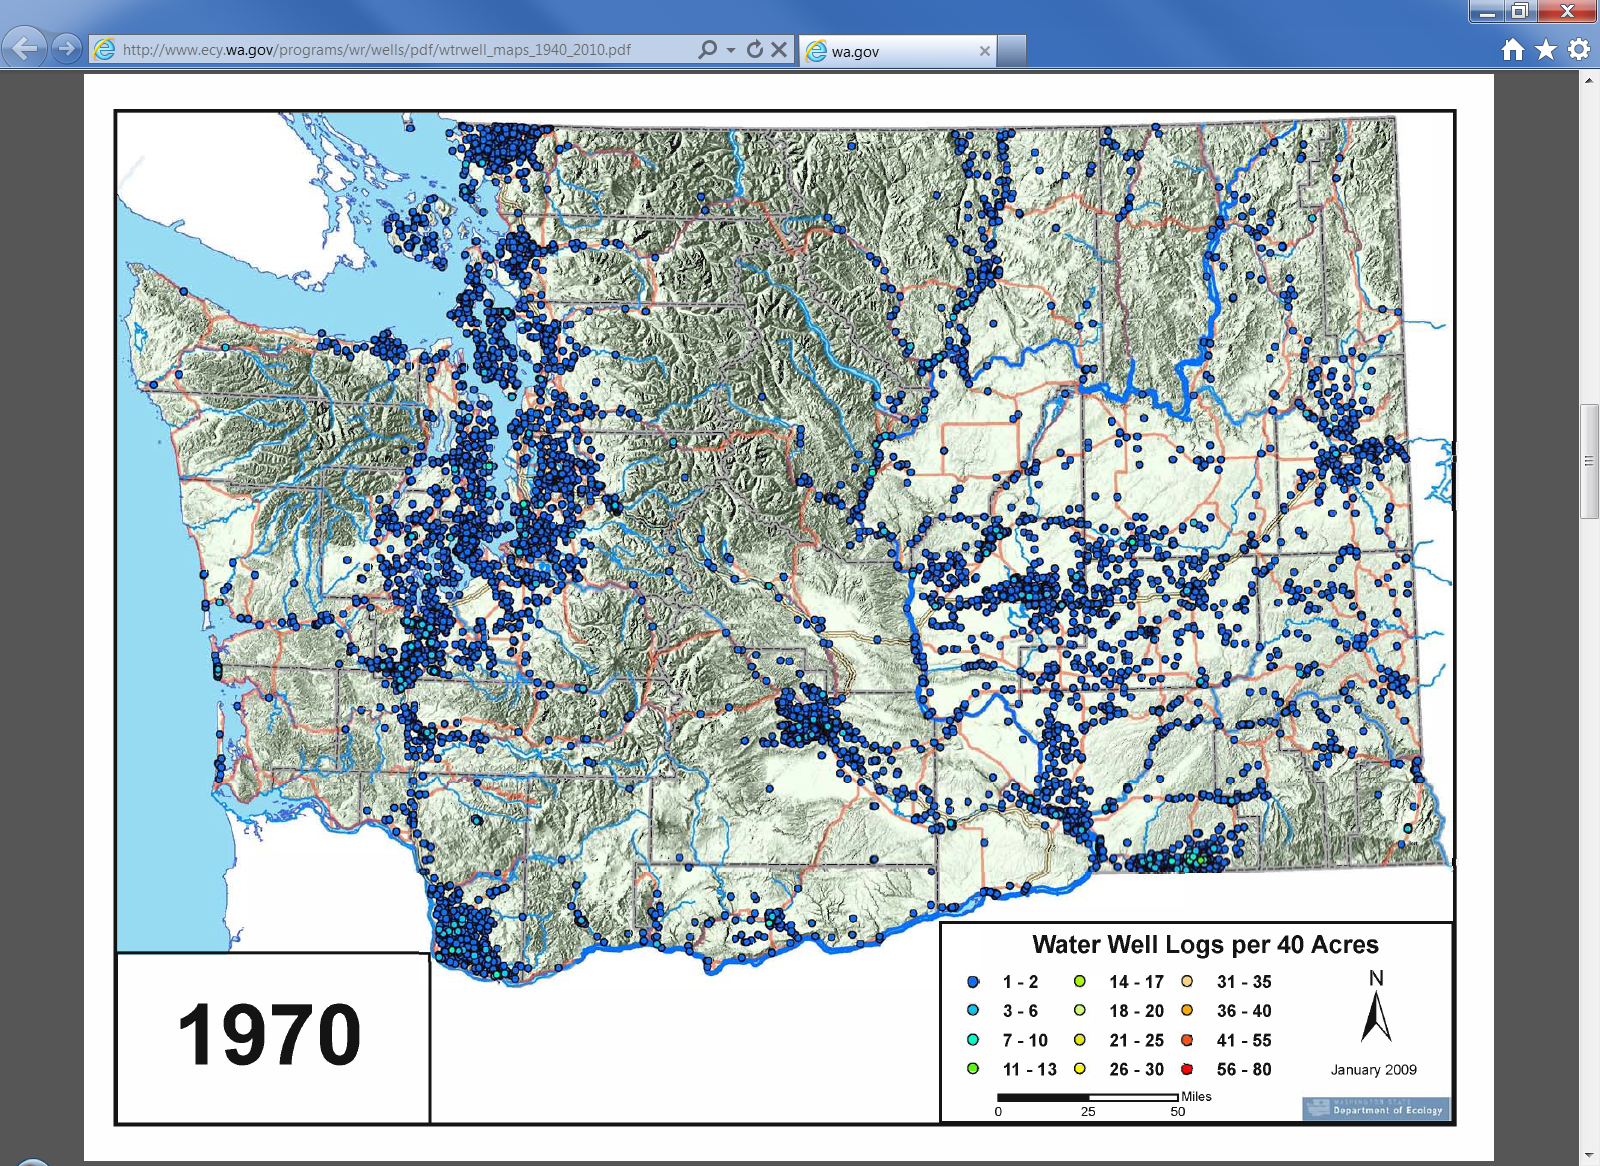 http://www.ecy.wa.gov/programs/wr/wells/pdf/wtrwell_maps_1940_2010.pdf
wa.gov
1970
Water Well Logs per 40 Acres
1 - 2
14 - 17
31 - 35
3 - 6
18 - 20
36 - 40
7 - 10
21 - 25
41 - 55
11 - 13
26 - 30
56 - 80
N
January 2009
Miles
0
25
50
WASHINGTON STATE
Department of Ecology